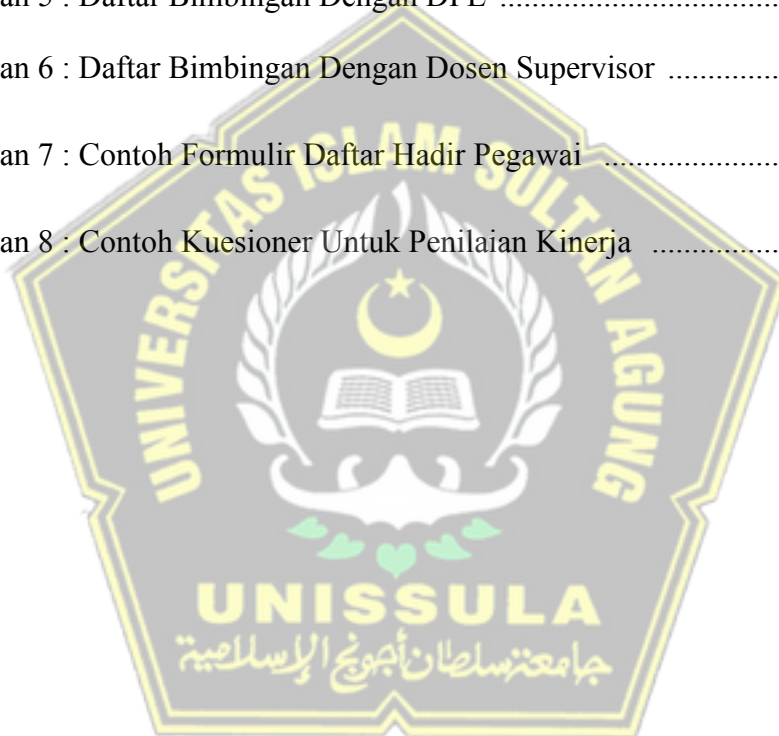 an 5 : Daftar Bimbingan Dengan DPL ........................................
an 6 : Daftar Bimbingan Dengan Dosen Supervisor ..............
an 7 : Contoh Formulir Daftar Hadir Pegawai ......................
an 8 : Contoh Kuesioner Untuk Penilaian Kinerja ................
UNIVERSITAS ISLAM SULTAN AGUNG
UNISSULA
جامعة سلطان أجونج الإسلامية